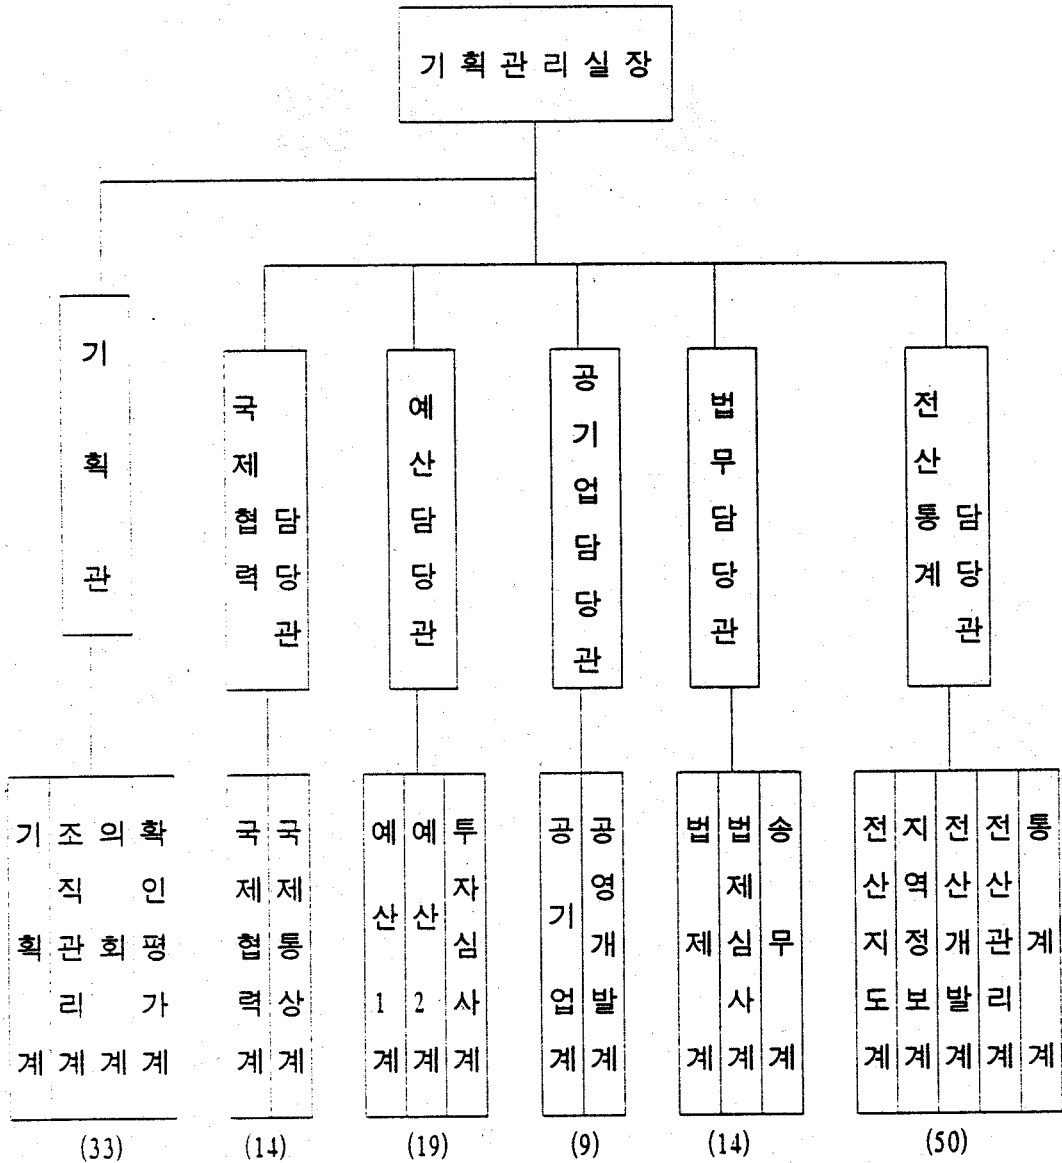 기획관리실장
기획관
국제협력 담당관
예산담당관
공기업담당관
법무담당관
전산통계 담당관
기획계
조직관리계
의회계
확인평가계
국제협력계
국제통상계
예산1계
예산2계
투자심사계
공기업계
공영개발계
법제계
법제심사계
송무계
전산지도계
지역정보계
전산개발계
전산관리계
통계계
(33)
(14)
(19)
(9)
(14)
(50)